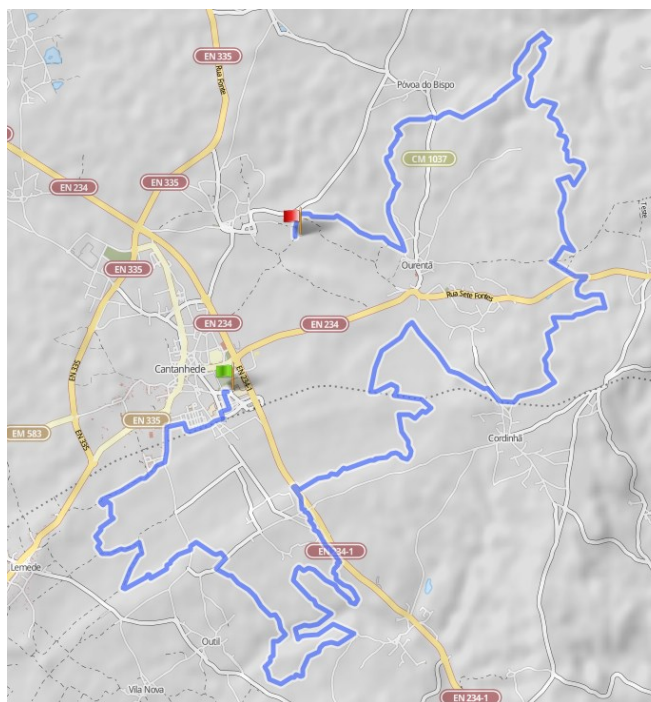 EN 335
Rua Fonte
Póvoa do Bispo
CM 1037
EN 335
EN 234
EN 335
Ourentã
Rua Sete Fontes
EN 234
EN 234
Cantanhede
EN 234
EN 335
EN 335
EM 583
EN 335
Cordinhã
EN 234-1
Lemede
Outil
Vila Nova
EN 234-1